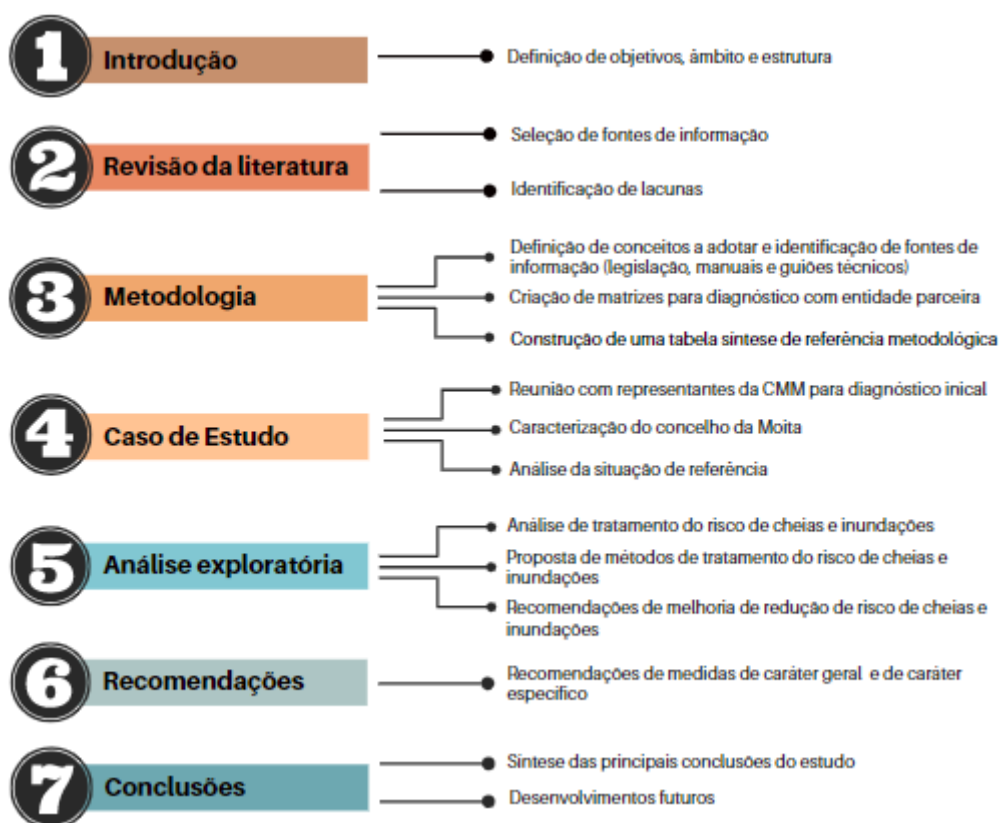 1
Introdução
Definição de objetivos, âmbito e estrutura
2
Revisão da literatura
Seleção de fontes de informação
Identificação de lacunas
3
Metodologia
Definição de conceitos a adotar e identificação de fontes de
informação (legislação, manuais e guiões técnicos)
Criação de matrizes para diagnóstico com entidade parceira
Construção de uma tabela síntese de referência metodológica
4
Caso de Estudo
Reunião com representantes da CMM para diagnóstico inical
Caracterização do concelho da Moita
Análise da situação de referência
5
Análise exploratória
Análise de tratamento do risco de cheias e inundações
Proposta de métodos de tratamento do risco de cheias e
inundações
Recomendações de melhoria de redução de risco de cheias e
inundações
6
Recomendações
Recomendações de medidas de caráter geral e de caráter
específico
7
Conclusões
Síntese das principais conclusões do estudo
Desenvolvimentos futuros